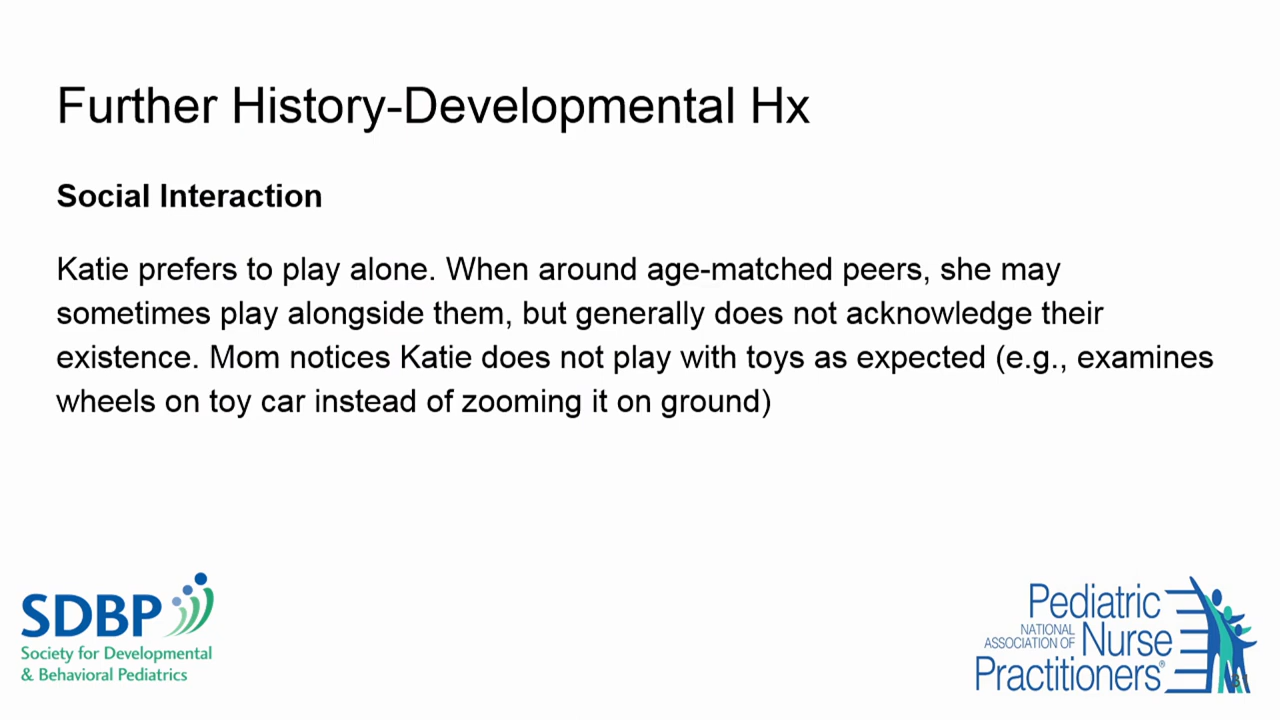 Further History-Developmental Hx
Social Interaction
Katie prefers to play alone. When around age-matched peers, she may
sometimes play alongside them, but generally does not acknowledge their
existence. Mom notices Katie does not play with toys as expected (e.g., examines
wheels on toy car instead of zooming it on ground)
SDBP
Society for Developmental
& Behavioral Pediatrics
Pediatric
NATIONAL
ASSOCIATION OF
Nurse
Practitioners®